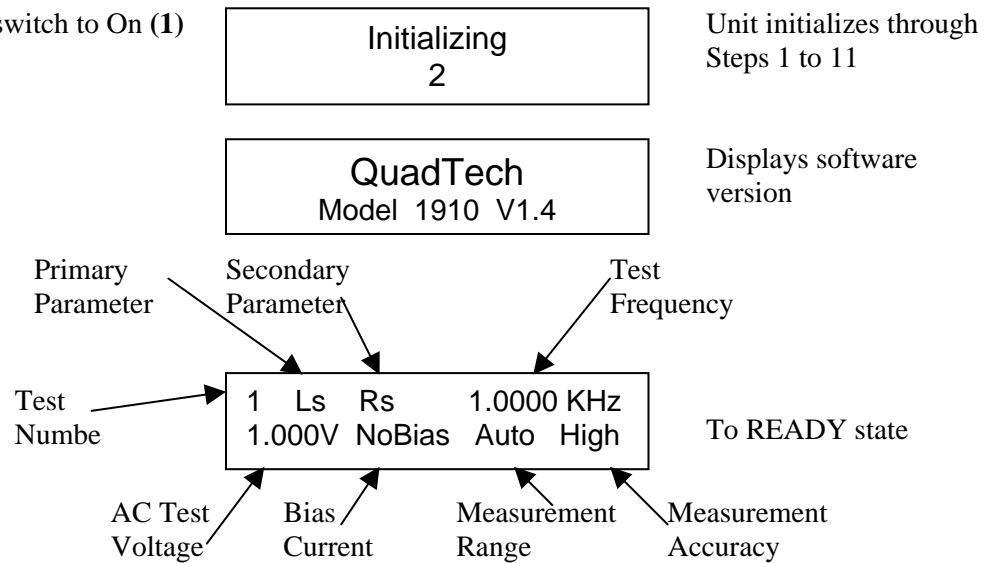 switch to On (1)
Initializing
2
Unit initializes through
Steps 1 to 11
QuadTech
Model 1910 V1.4
Displays software
version
Primary
Parameter
Secondary
Parameter
Test
Frequency
Test
Numbe
1 Ls Rs 1.0000 KHz
1.000V NoBias Auto High
To READY state
AC Test
Voltage
Bias
Current
Measurement
Range
Measurement
Accuracy